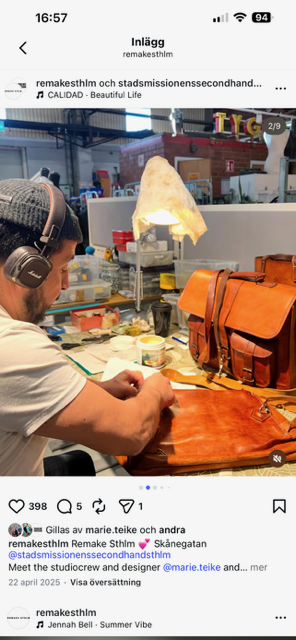 16:57
94
Inlägg
remakesthlm
remakesthlm och stadsmissionenssecondhand...
CALIDAD · Beautiful Life
TYG
2/9
Marshall
398
5
1
Gillas av marie.teike och andra
remakesthlm Remake Sthlm 💞 Skånegatan
@stadsmissionenssecondhandsthlm
Meet the studiocrew and designer @marie.teike and... mer
22 april 2025 · Visa översättning
remakesthlm
Jennah Bell · Summer Vibe